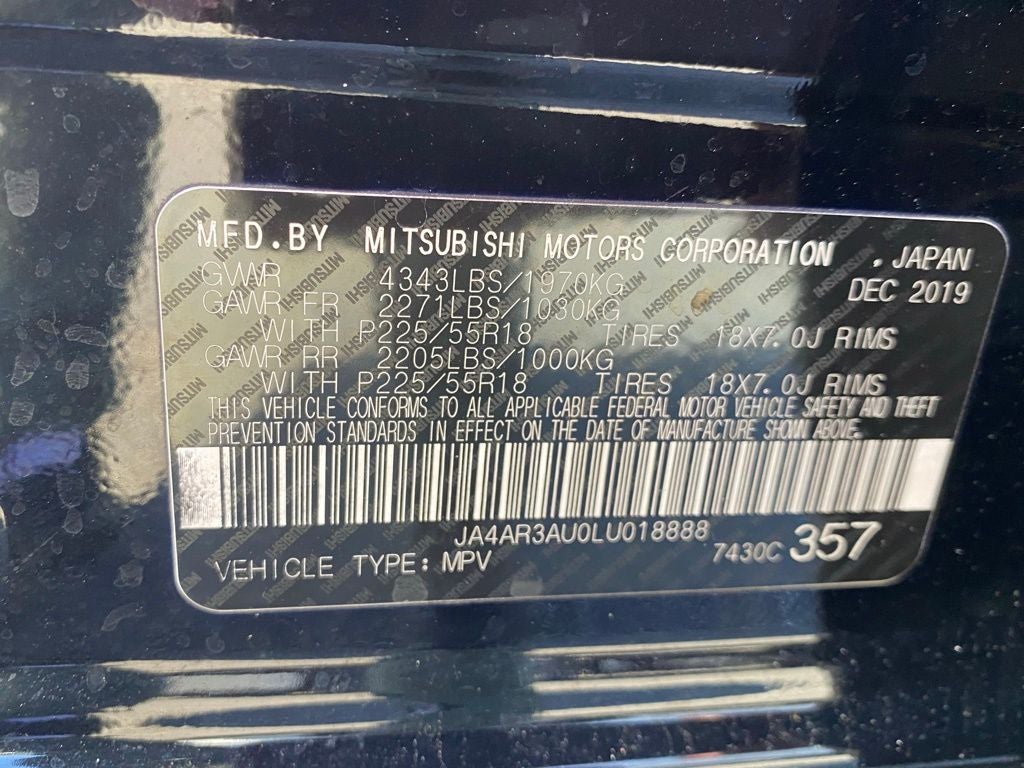 MFD.BY MITSUBISHI MOTORS CORPORATION , JAPAN
GVWR 4343LBS/1970KG DEC 2019
GAWR FR 2271LBS/1030KG
WITH P225/55R18 TIRES 18X7.0J RIMS
GAWR RR 2205LBS/1000KG
WITH P225/55R18 TIRES 18X7.0J RIMS
THIS VEHICLE CONFORMS TO ALL APPLICABLE FEDERAL MOTOR VEHICLE SAFETY AND THEFT
PREVENTION STANDARDS IN EFFECT ON THE DATE OF MANUFACTURE SHOWN ABOVE.
JA4AR3AU0LU018888
VEHICLE TYPE: MPV 7430C 357